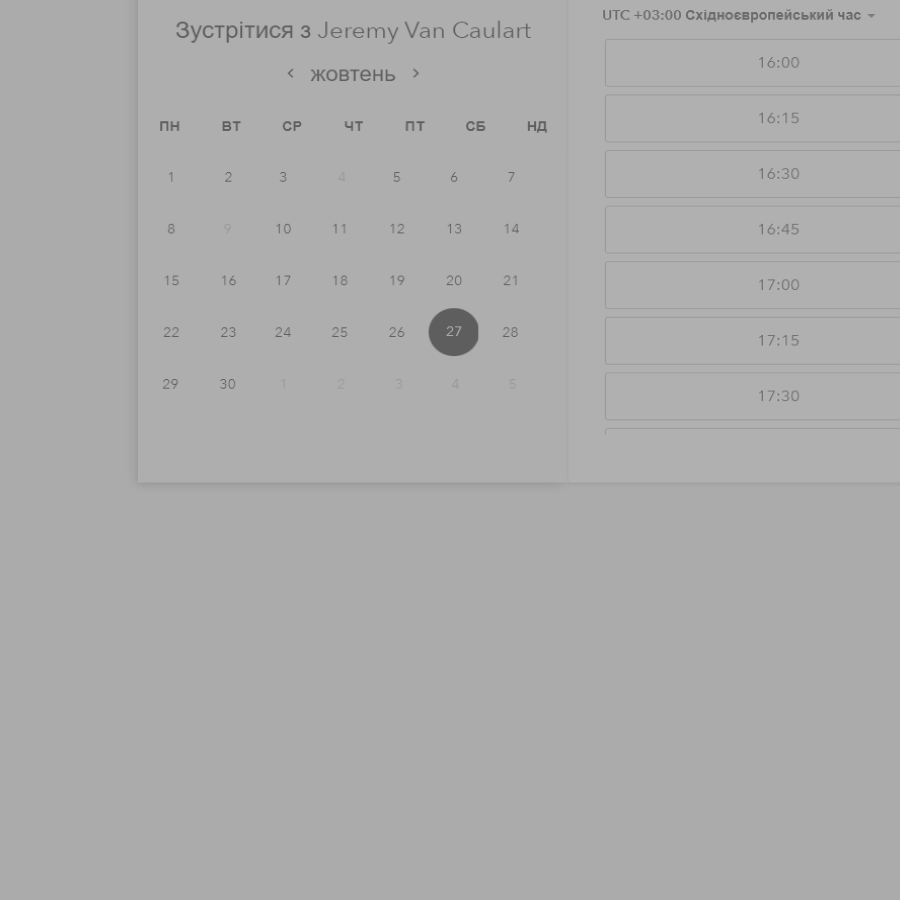 Зустрітися з Jeremy Van Caulart
жовтень
ПН ВТ СР ЧТ ПТ СБ НД
1 2 3 4 5 6 7
8 9 10 11 12 13 14
15 16 17 18 19 20 21
22 23 24 25 26 27 28
29 30 1 2 3 4 5
UTC +03:00 Східноєвропейський час
16:00
16:15
16:30
16:45
17:00
17:15
17:30